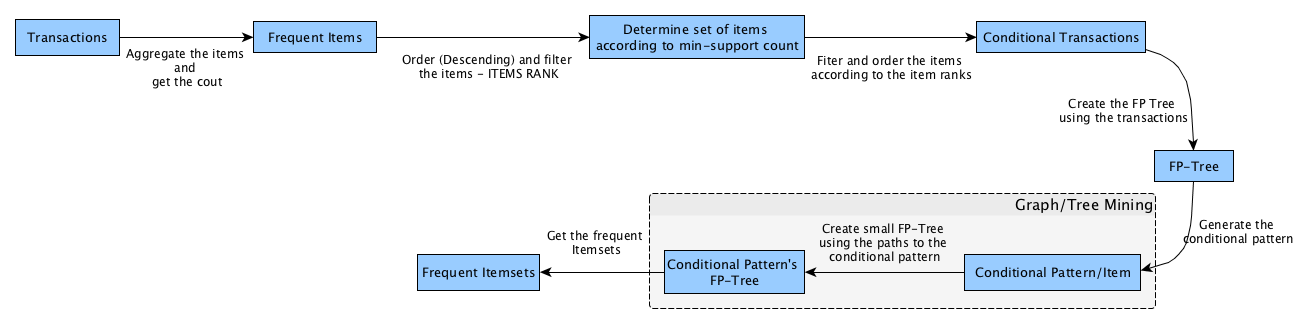 Transactions
Aggregate the items
and
get the cout
Frequent Items
Order (Descending) and filter
the items - ITEMS RANK
Determine set of items
according to min-support count
Fiter and order the items
according to the item ranks
Conditional Transactions
Create the FP Tree
using the transactions
FP-Tree
Generate the
conditional pattern
Graph/Tree Mining
Conditional Pattern/Item
Create small FP-Tree
using the paths to the
conditional pattern
Conditional Pattern's
FP-Tree
Get the frequent
Itemsets
Frequent Itemsets